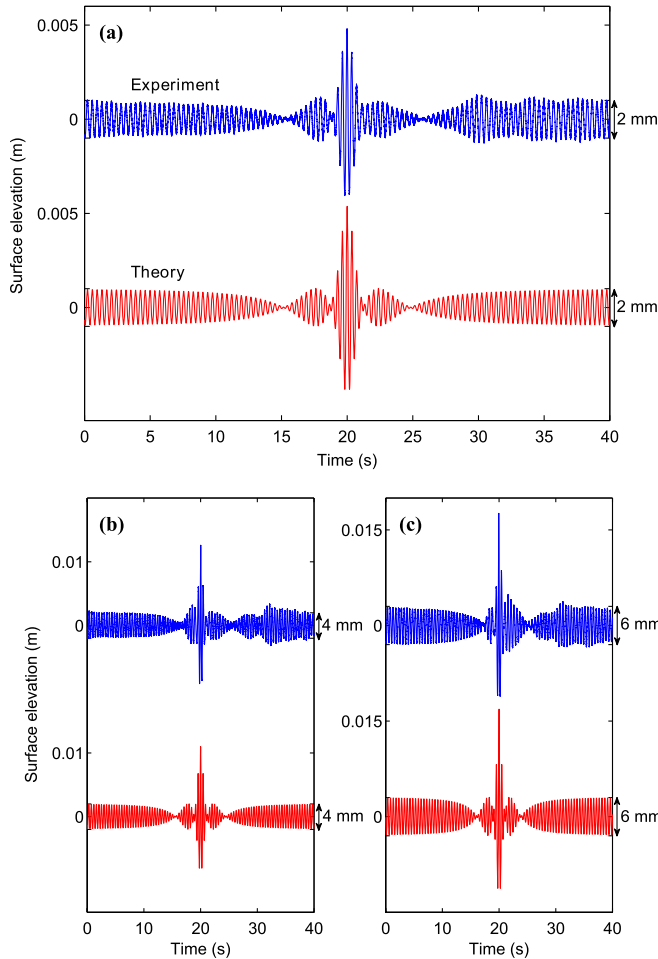 (a)
0.005
Experiment
0
2 mm
0.005
Theory
0
2 mm
Surface elevation (m)
0 5 10 15 20 25 30 35 40
Time (s)
(b)
0.01
0
4 mm
0.01
0
4 mm
Surface elevation (m)
0 10 20 30 40
Time (s)
(c)
0.015
0
6 mm
0.015
0
6 mm
0 10 20 30 40
Time (s)